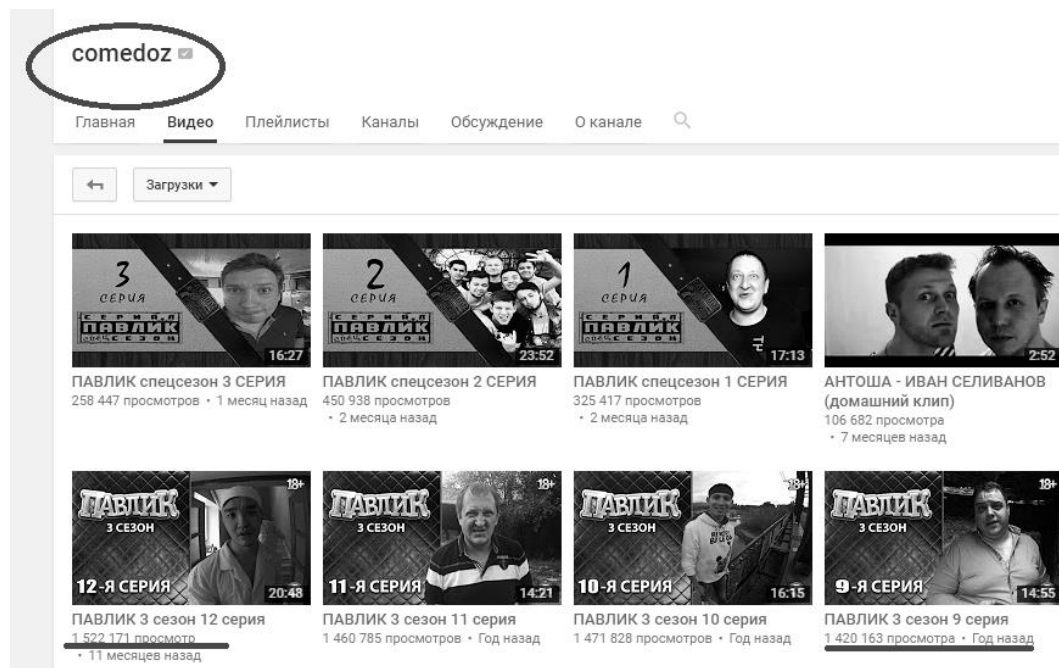 comedoz
Главная Видео Плейлисты Каналы Обсуждение О канале
Загрузки
3 СЕРИЯ
СЕРИАЛ
ПАВЛИК
СПЕЦСЕЗОН
16:27
2 СЕРИЯ
СЕРИАЛ
ПАВЛИК
СПЕЦСЕЗОН
23:52
1 СЕРИЯ
СЕРИАЛ
ПАВЛИК
СПЕЦСЕЗОН
17:13
2:52
ПАВЛИК спецсезон 3 СЕРИЯ
258 447 просмотров • 1 месяц назад
ПАВЛИК спецсезон 2 СЕРИЯ
450 938 просмотров
• 2 месяца назад
ПАВЛИК спецсезон 1 СЕРИЯ
325 417 просмотров
• 2 месяца назад
АНТОША - ИВАН СЕЛИВАНОВ
(домашний клип)
106 682 просмотра
• 7 месяцев назад
18+
ПАВЛИК
3 СЕЗОН
12-Я СЕРИЯ
20:48
18+
ПАВЛИК
3 СЕЗОН
11-Я СЕРИЯ
14:21
18+
ПАВЛИК
3 СЕЗОН
10-Я СЕРИЯ
16:15
18+
ПАВЛИК
3 СЕЗОН
9-Я СЕРИЯ
14:55
ПАВЛИК 3 сезон 12 серия
1 522 171 просмотр
• 11 месяцев назад
ПАВЛИК 3 сезон 11 серия
1 460 785 просмотров • Год назад
ПАВЛИК 3 сезон 10 серия
1 471 828 просмотров • Год назад
ПАВЛИК 3 сезон 9 серия
1 420 163 просмотра • Год назад